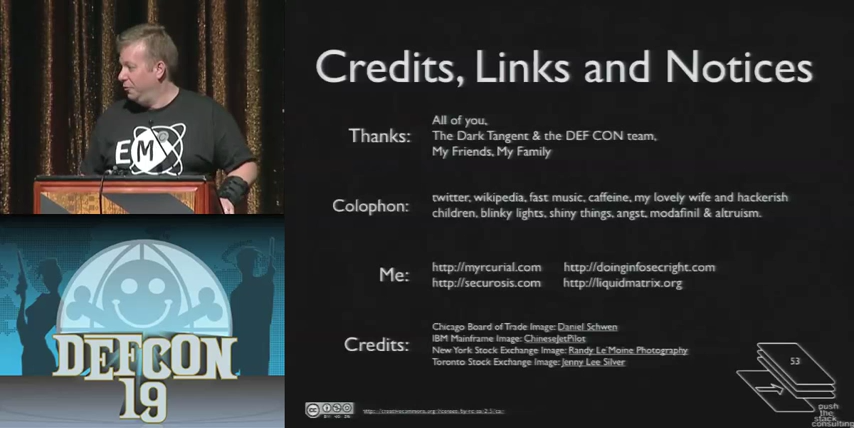 Credits, Links and Notices
Thanks:
All of you,
The Dark Tangent & the DEF CON team,
My Friends, My Family
Colophon:
twitter, wikipedia, fast music, caffeine, my lovely wife and hackerish
children, blinky lights, shiny things, angst, modafinil & altruism.
Me:
http://myrcurial.com http://doinginfosecright.com
http://securosis.com http://liquidmatrix.org
Credits:
Chicago Board of Trade Image: Daniel Schwen
IBM Mainframe Image: ChineseJetPilot
New York Stock Exchange Image: Randy Le'Moine Photography
Toronto Stock Exchange Image: Jenny Lee Silver
53
push
the
stack
consulting
EM
DEFCON
19